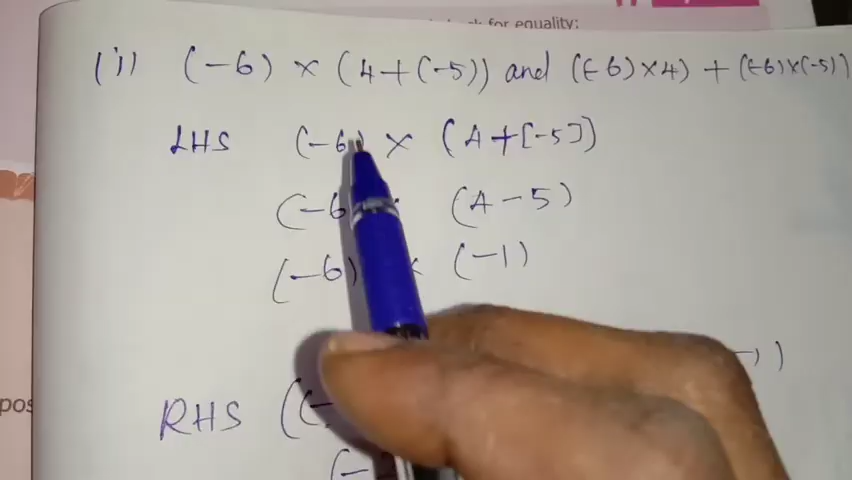 for equality:
(i) (-6) × (4+(-5)) and (-6)×4) + (-6)×(-5))
LHS (-6) × (4+[-5])
(-6 (4-5)
(-6) × (-1)
)
RHS ((-
(-
pos